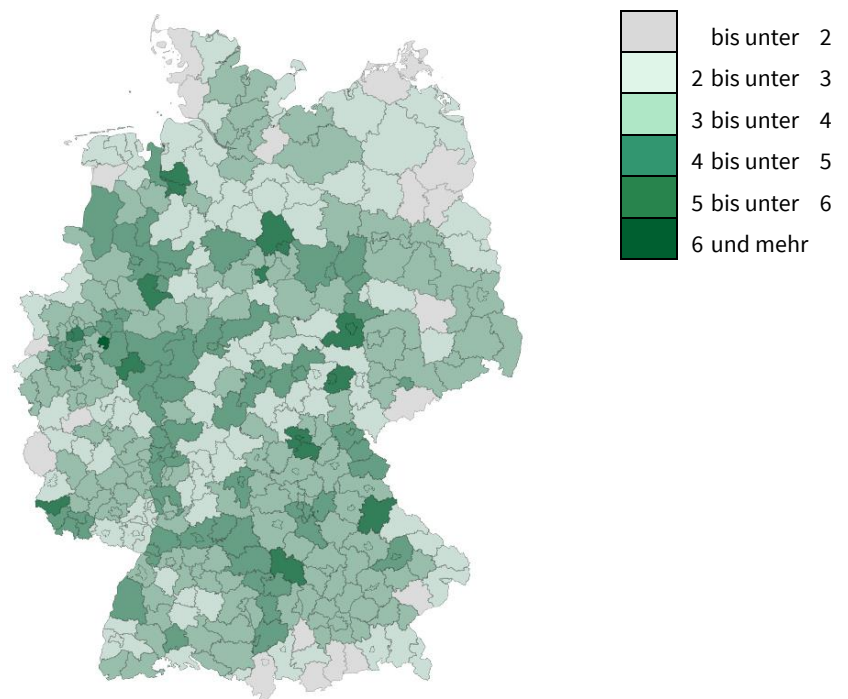 bis unter 2
2 bis unter 3
3 bis unter 4
4 bis unter 5
5 bis unter 6
6 und mehr